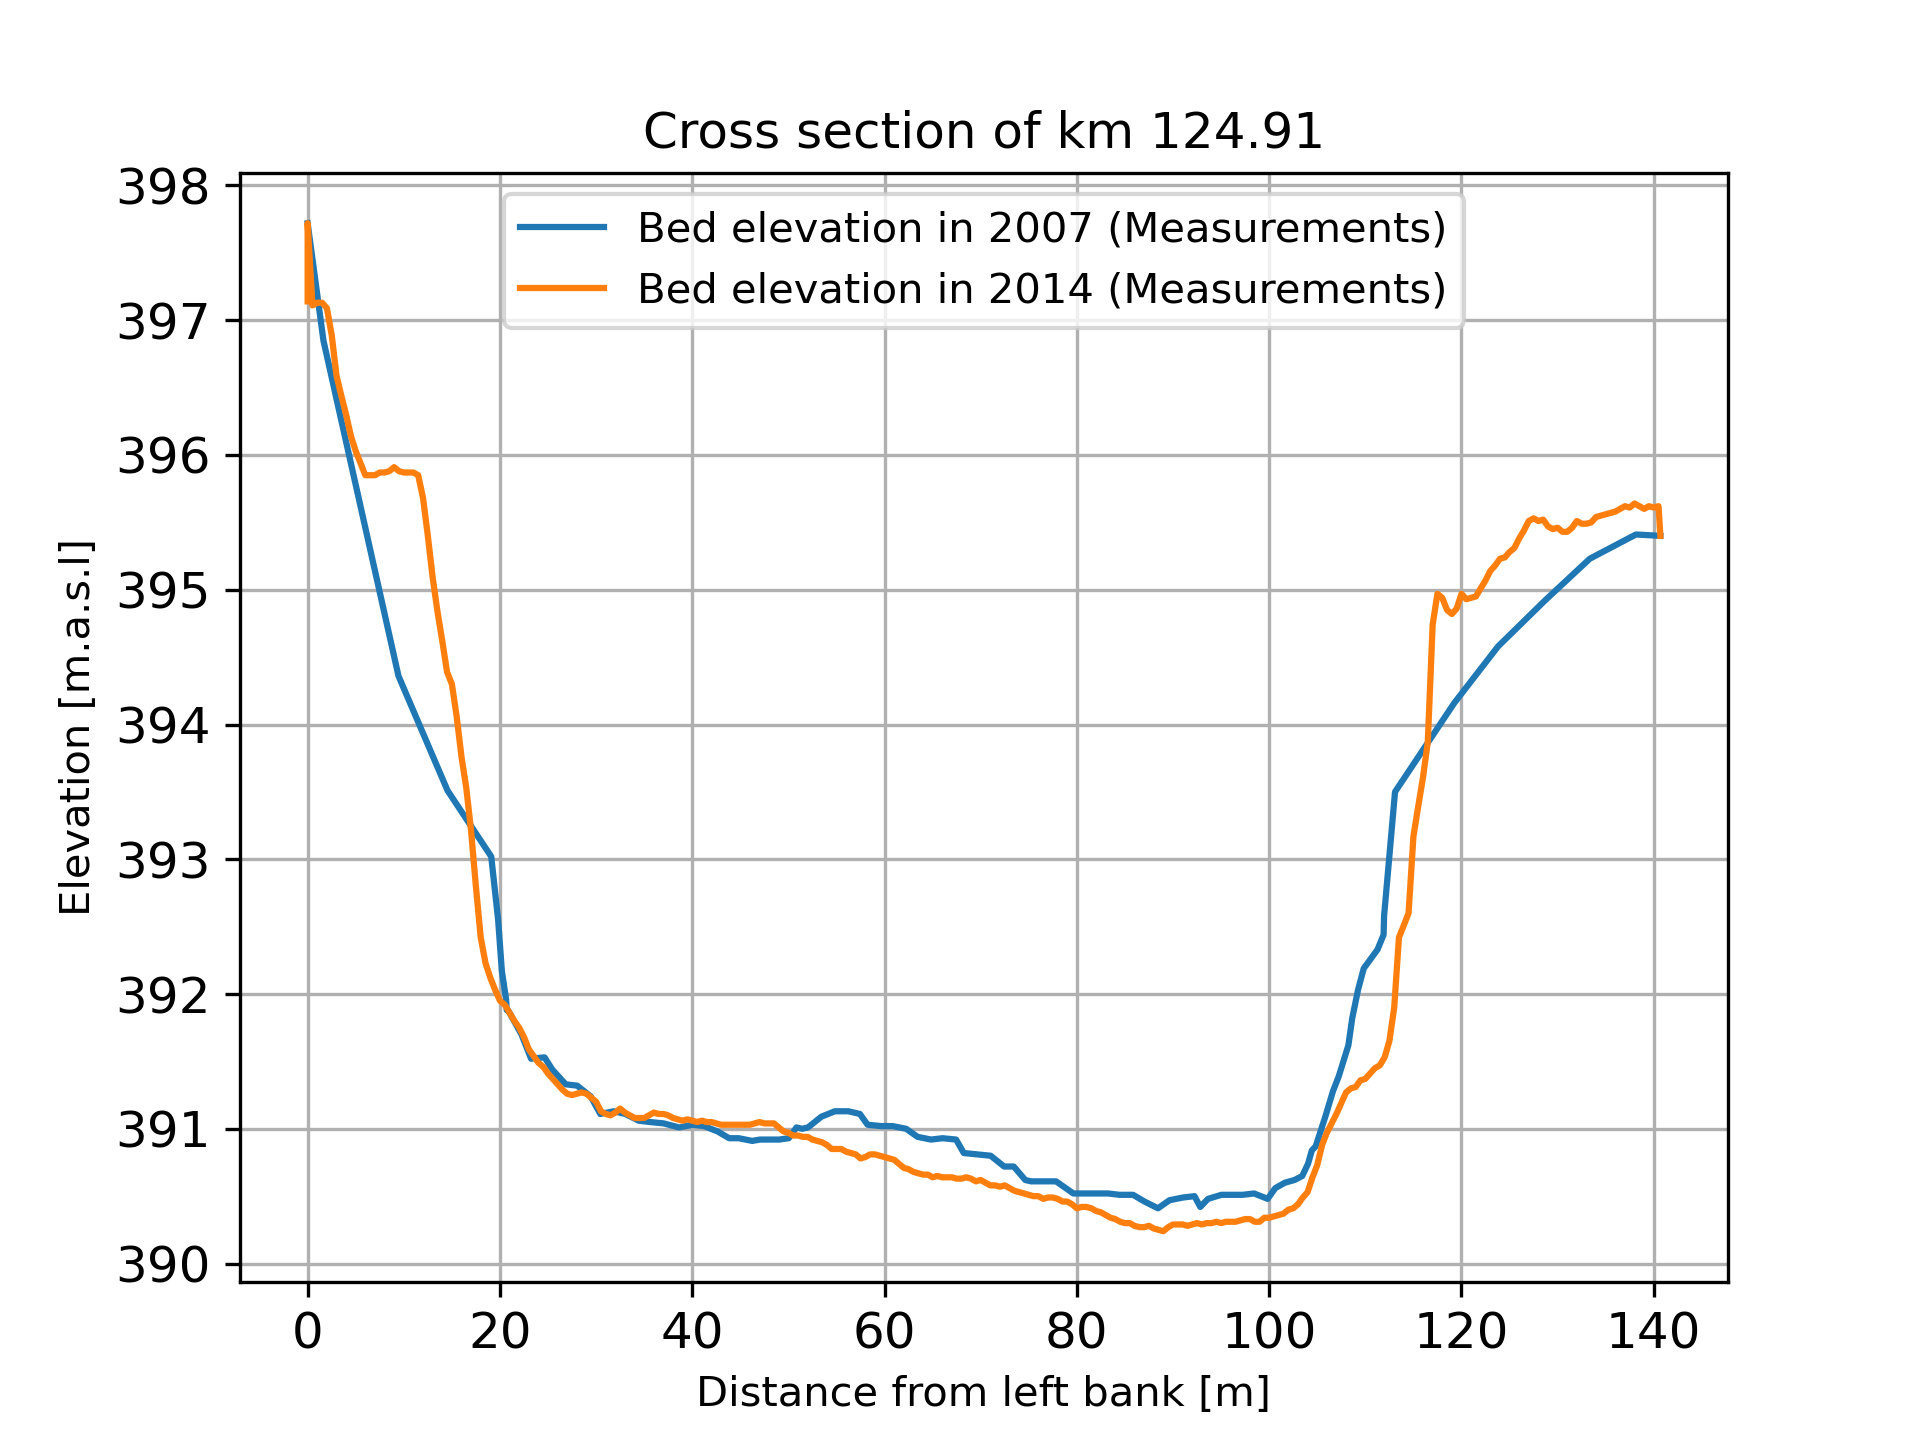 Cross section of km 124.91
Bed elevation in 2007 (Measurements)
Bed elevation in 2014 (Measurements)
Elevation [m.a.s.l]
398
397
396
395
394
393
392
391
390
0 20 40 60 80 100 120 140
Distance from left bank [m]